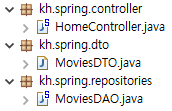 kh.spring.controller
HomeController.java
kh.spring.dto
MoviesDTO.java
kh.spring.repositories
MoviesDAO.java